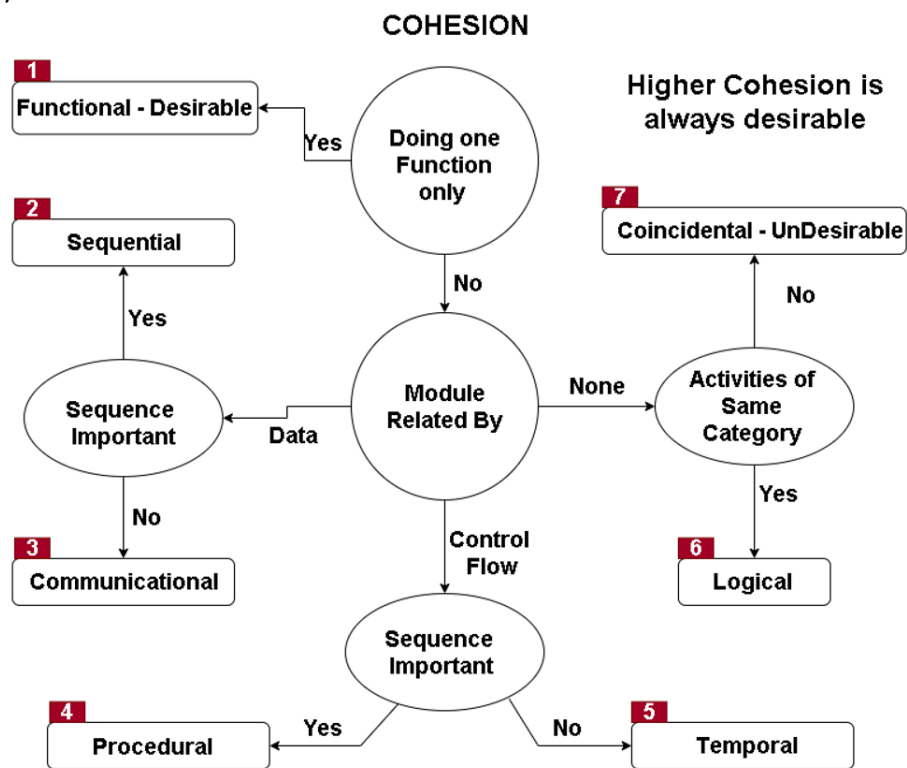 COHESION
1
Functional - Desirable
Yes
Doing one
Function
only
Higher Cohesion is
always desirable
No
2
Sequential
Yes
7
Coincidental - UnDesirable
No
Sequence
Important
Data
Module
Related By
None
Activities of
Same
Category
No
3
Communicational
Control
Flow
Yes
6
Logical
Sequence
Important
4
Procedural
Yes
No
5
Temporal